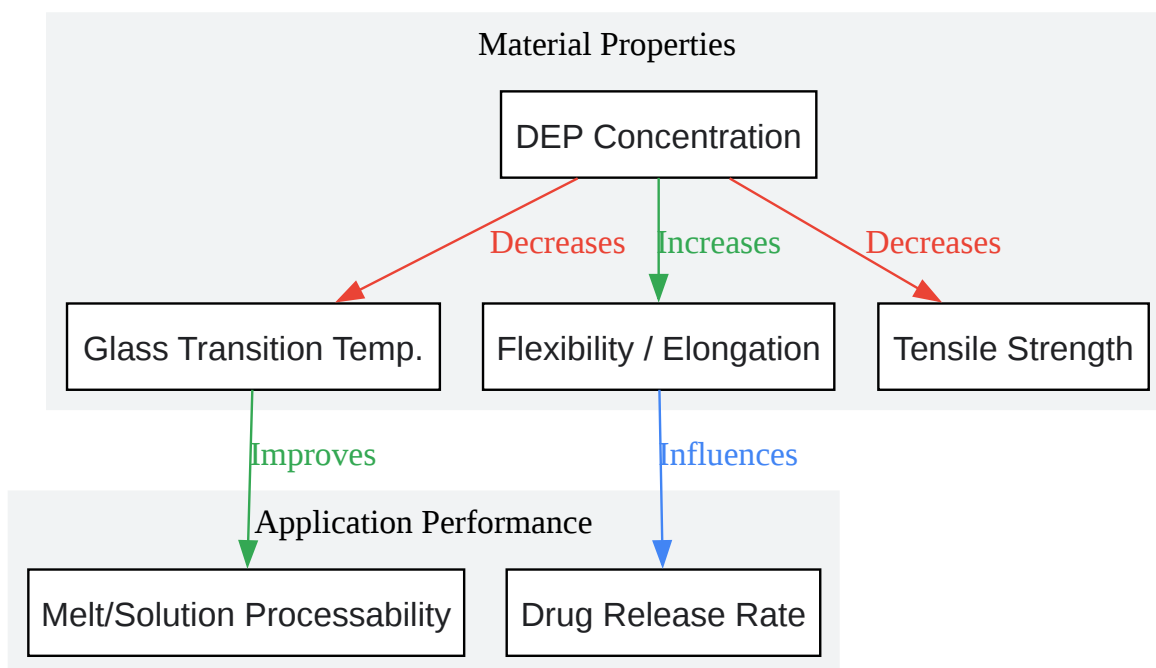 Material Properties
DEP Concentration
Decreases
Increases
Decreases
Glass Transition Temp.
Flexibility / Elongation
Tensile Strength
Improves
Influences
Application Performance
Melt/Solution Processability
Drug Release Rate